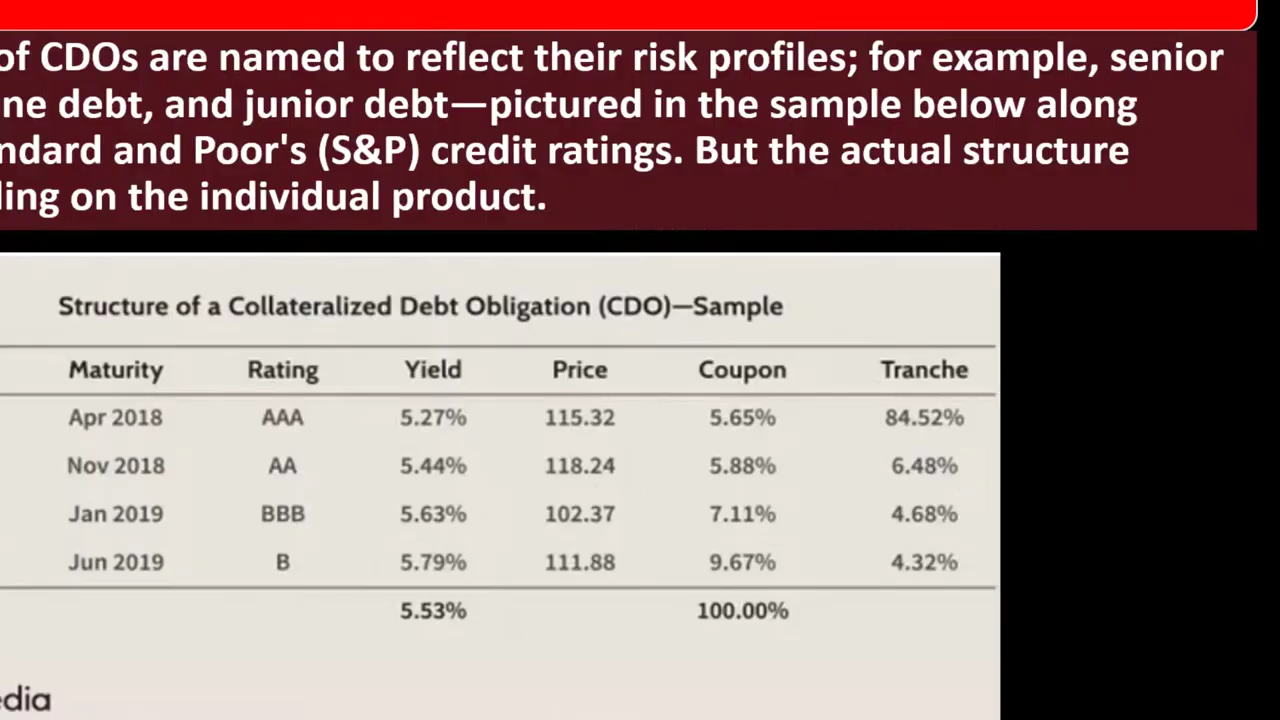 of CDOs are named to reflect their risk profiles; for example, senior
ne debt, and junior debt—pictured in the sample below along
ndard and Poor's (S&P) credit ratings. But the actual structure
ling on the individual product.
Structure of a Collateralized Debt Obligation (CDO)—Sample
Maturity Rating Yield Price Coupon Tranche
Apr 2018 AAA 5.27% 115.32 5.65% 84.52%
Nov 2018 AA 5.44% 118.24 5.88% 6.48%
Jan 2019 BBB 5.63% 102.37 7.11% 4.68%
Jun 2019 B 5.79% 111.88 9.67% 4.32%
5.53% 100.00%
edia